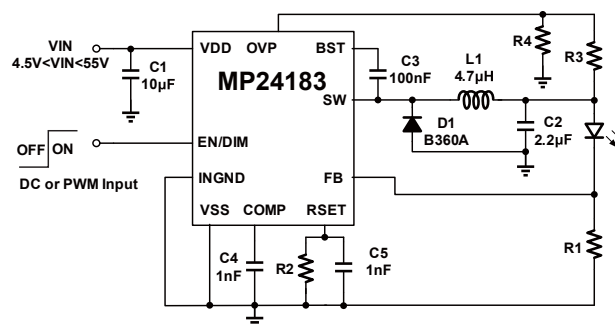 VIN
4.5V<VIN<55V
C1
10µF
VDD
OVP
BST
MP24183
SW
EN/DIM
INGND
FB
VSS
COMP
RSET
C3
100nF
L1
4.7µH
R4
R3
D1
B360A
C2
2.2µF
OFF
ON
DC or PWM Input
C4
1nF
R2
C5
1nF
R1